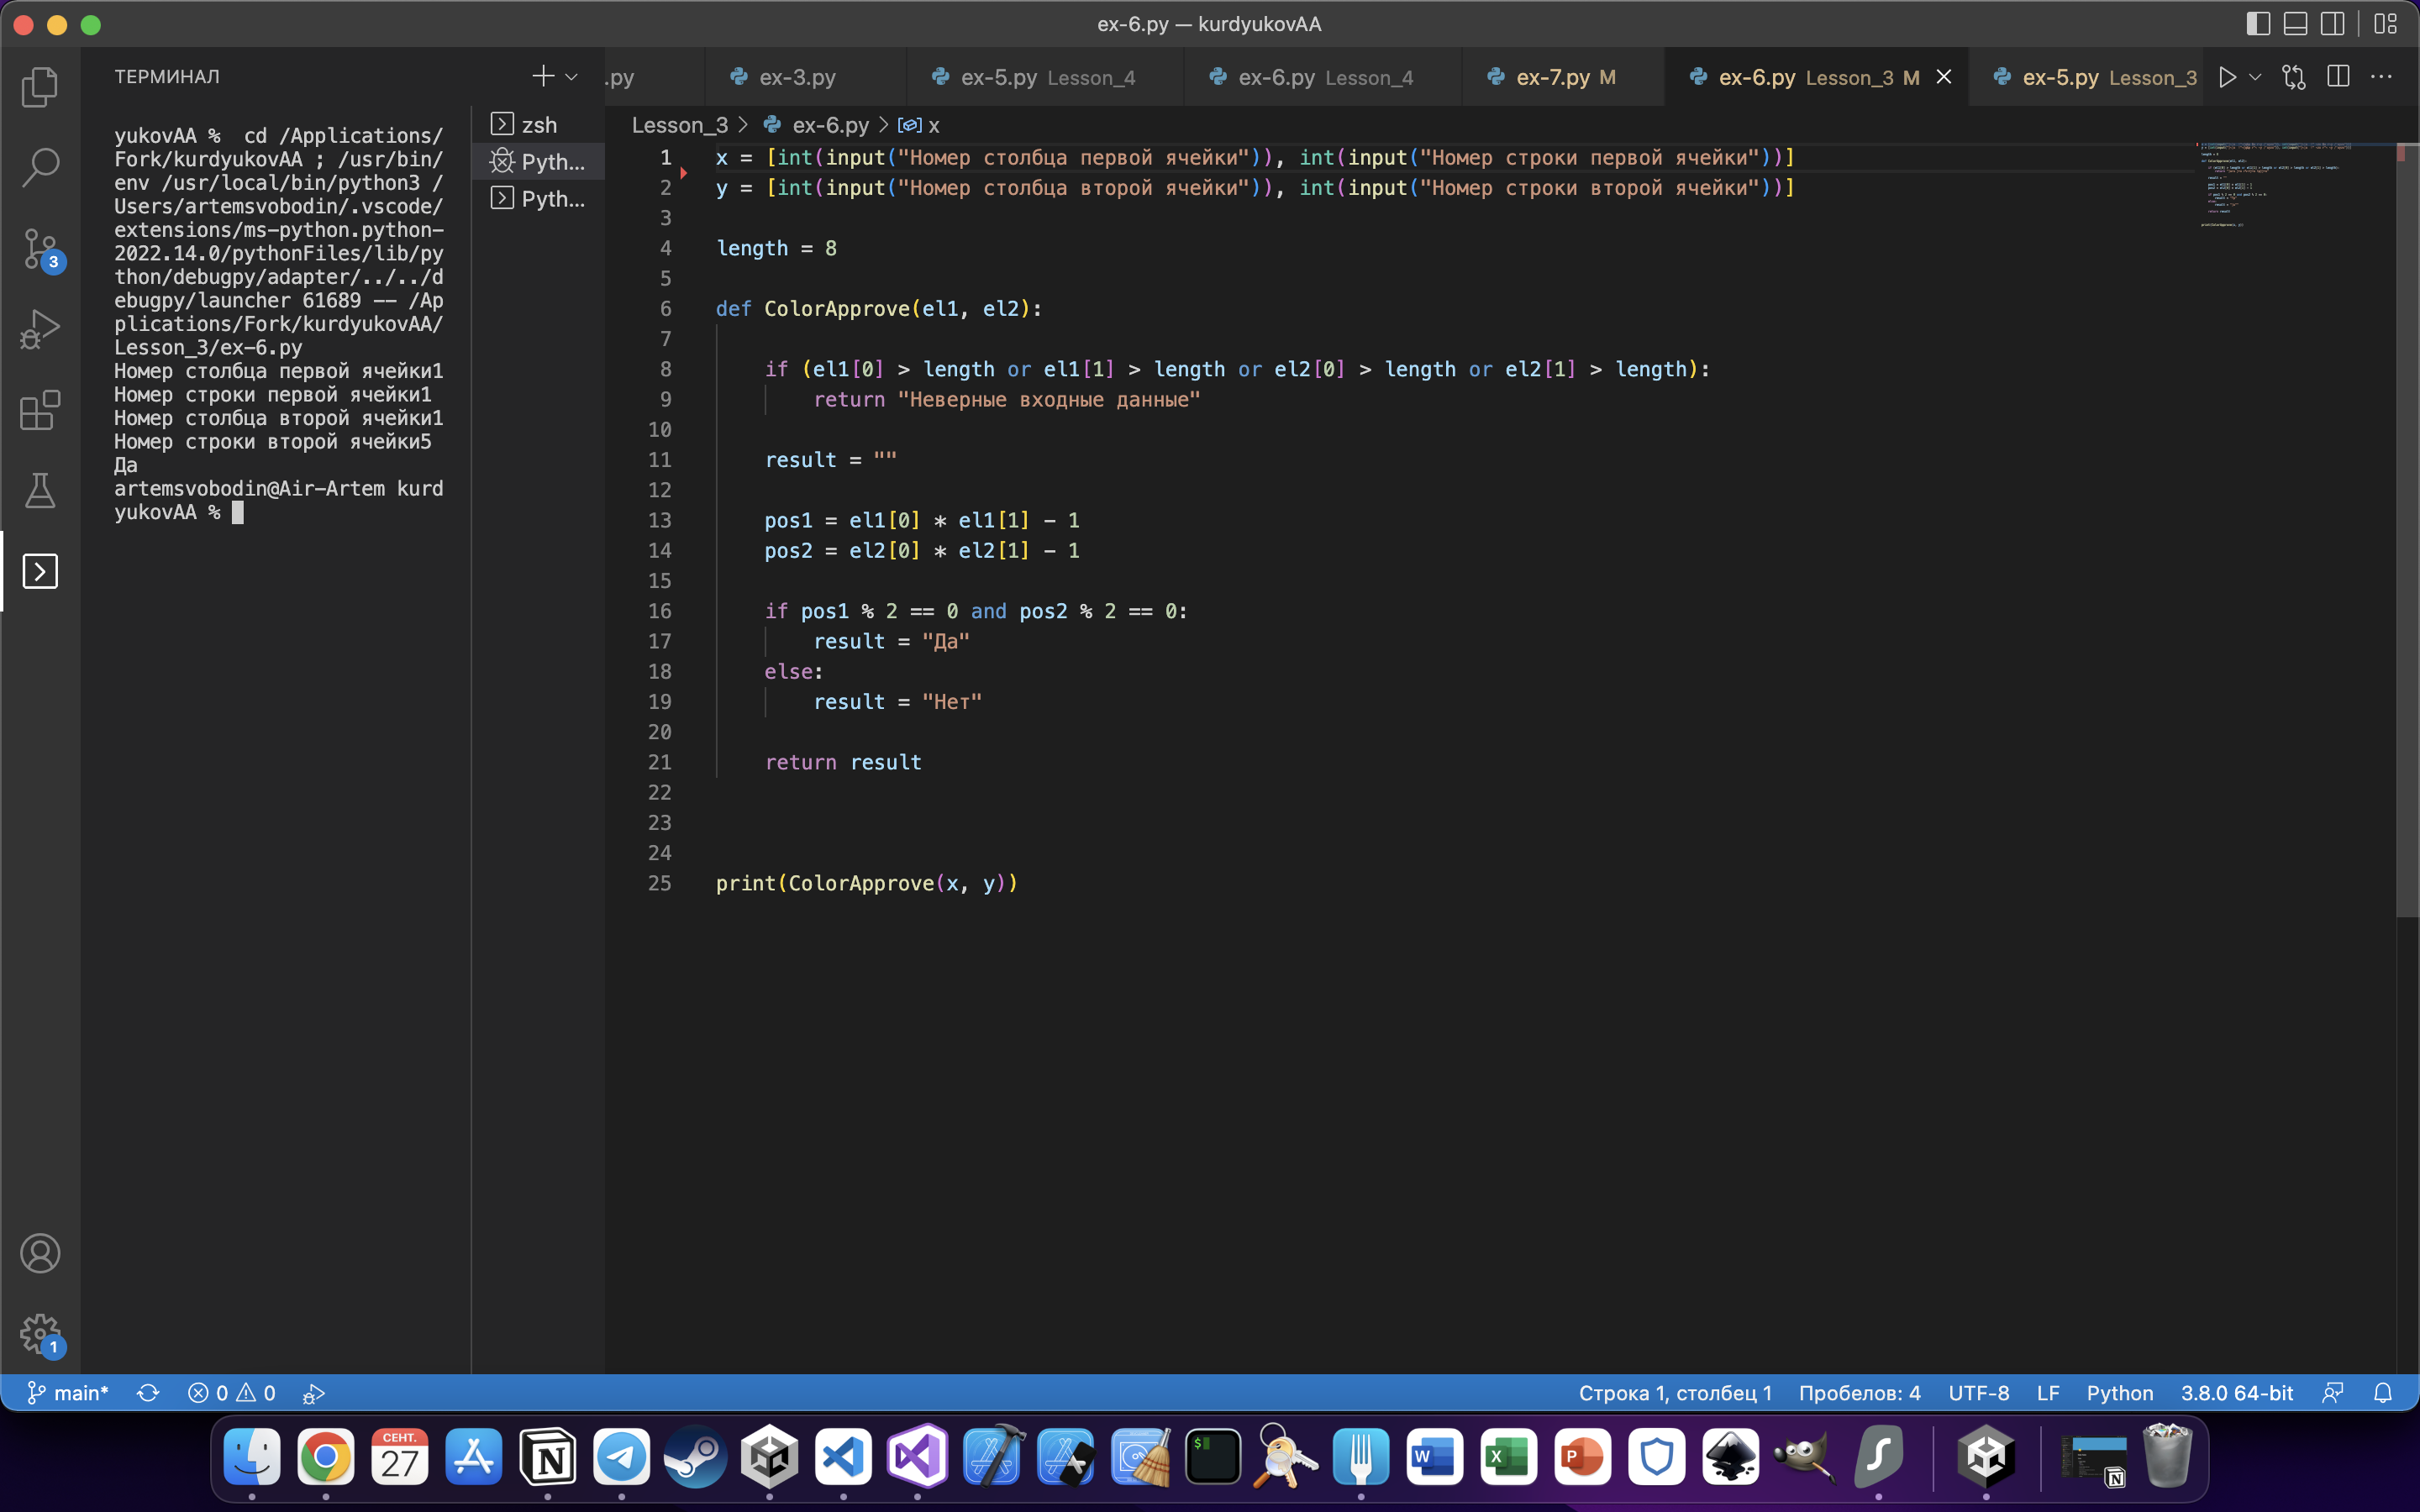 ex-6.py — kurdyukovAA
ТЕРМИНАЛ
.py
ex-3.py
ex-5.py Lesson_4
ex-6.py Lesson_4
ex-7.py M
ex-6.py Lesson_3 M
ex-5.py Lesson_3
yukovAA %  cd /Applications/
Fork/kurdyukovAA ; /usr/bin/
env /usr/local/bin/python3 /
Users/artemsvobodin/.vscode/
extensions/ms-python.python-
2022.14.0/pythonFiles/lib/py
thon/debugpy/adapter/../../d
ebugpy/launcher 61689 -- /Ap
plications/Fork/kurdyukovAA/
Lesson_3/ex-6.py
Номер столбца первой ячейки1
Номер строки первой ячейки1
Номер столбца второй ячейки1
Номер строки второй ячейки5
Да
artemsvobodin@Air-Artem kurd
yukovAA %
zsh
Pyth...
Pyth...
Lesson_3 > ex-6.py > x
1 x = [int(input("Номер столбца первой ячейки")), int(input("Номер строки первой ячейки"))]
2 y = [int(input("Номер столбца второй ячейки")), int(input("Номер строки второй ячейки"))]
3
4 length = 8
5
6 def ColorApprove(el1, el2):
7
8     if (el1[0] > length or el1[1] > length or el2[0] > length or el2[1] > length):
9         return "Неверные входные данные"
10
11     result = ""
12
13     pos1 = el1[0] * el1[1] - 1
14     pos2 = el2[0] * el2[1] - 1
15
16     if pos1 % 2 == 0 and pos2 % 2 == 0:
17         result = "Да"
18     else:
19         result = "Нет"
20
21     return result
22
23
24
25 print(ColorApprove(x, y))
3
1
main*
0
0
Строка 1, столбец 1
Пробелов: 4
UTF-8
LF
Python
3.8.0 64-bit
СЕНТ.
27